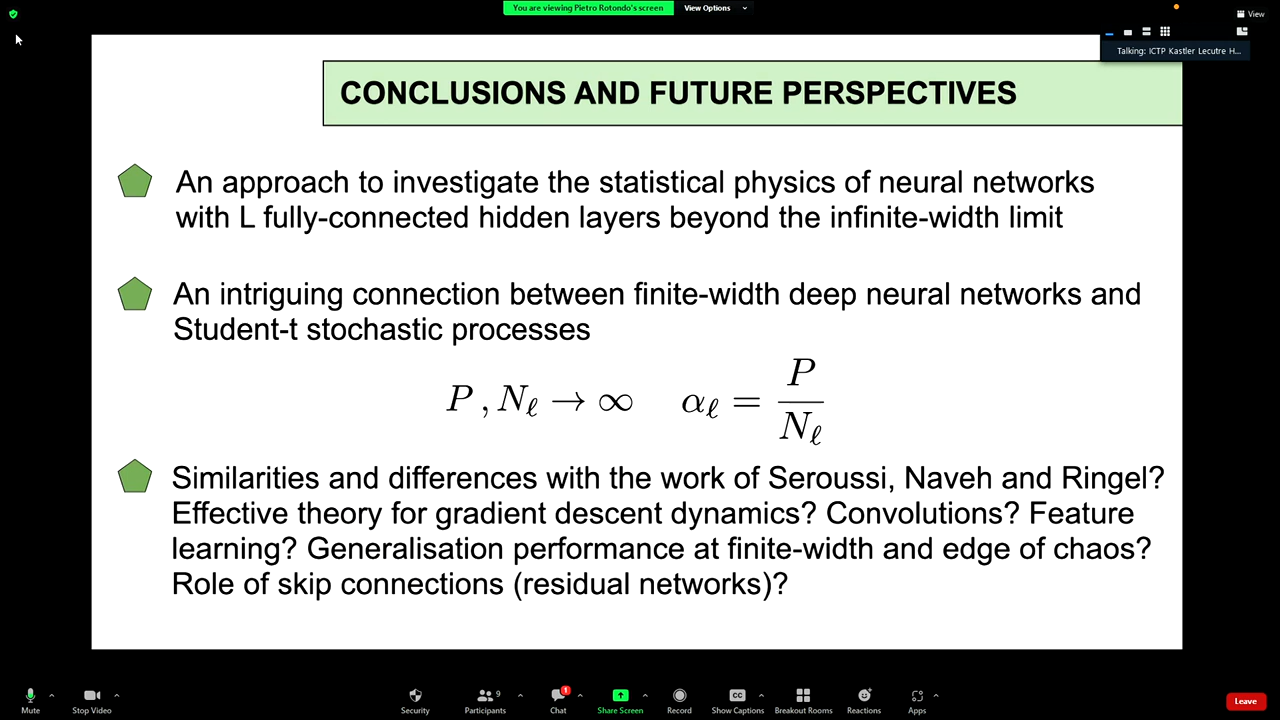 You are viewing Pietro Rotondo's screen
View Options
View
Talking: ICTP Kastler Lecutre H...
CONCLUSIONS AND FUTURE PERSPECTIVES
An approach to investigate the statistical physics of neural networks
with L fully-connected hidden layers beyond the infinite-width limit
An intriguing connection between finite-width deep neural networks and
Student-t stochastic processes
P , N_ℓ → ∞  α_ℓ = P / N_ℓ
Similarities and differences with the work of Seroussi, Naveh and Ringel?
Effective theory for gradient descent dynamics? Convolutions? Feature
learning? Generalisation performance at finite-width and edge of chaos?
Role of skip connections (residual networks)?
Mute
Stop Video
Security
Participants
9
Chat
1
Share Screen
Record
CC
Show Captions
Breakout Rooms
Reactions
Apps
Leave